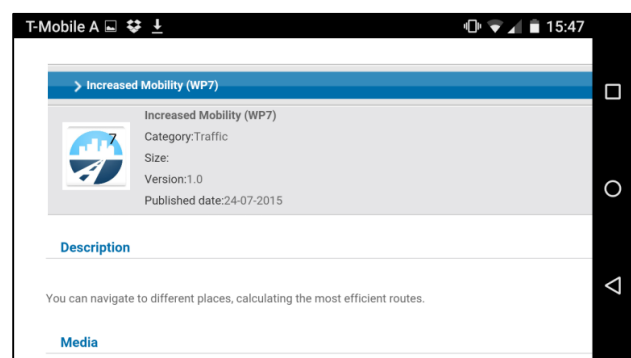 T-Mobile A 15:47
Increased Mobility (WP7)
Increased Mobility (WP7)
7
Category:Traffic
Size:
Version:1.0
Published date:24-07-2015
Description
You can navigate to different places, calculating the most efficient routes.
Media